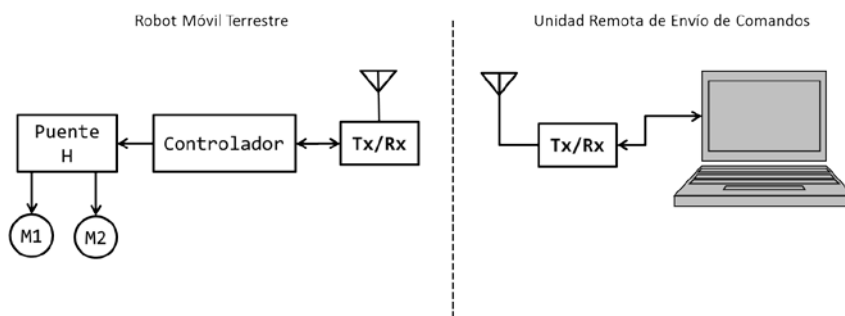 Robot Móvil Terrestre
Unidad Remota de Envío de Comandos
Puente
H
Controlador
Tx/Rx
M1
M2
Tx/Rx